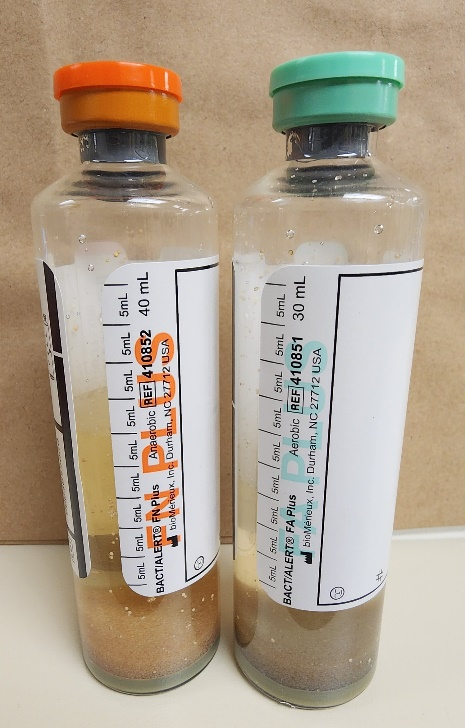 5mL 5mL 5mL 5mL 5mL 5mL 5mL 40 mL
FN PLUS
BACT/ALERT® FN Plus Anaerobic REF 410852
bioMérieux, Inc. Durham, NC 27712 USA
5mL 5mL 5mL 5mL 5mL 5mL 5mL 30 mL
FA PLUS
BACT/ALERT® FA Plus Aerobic REF 410851
bioMérieux, Inc. Durham, NC 27712 USA
#